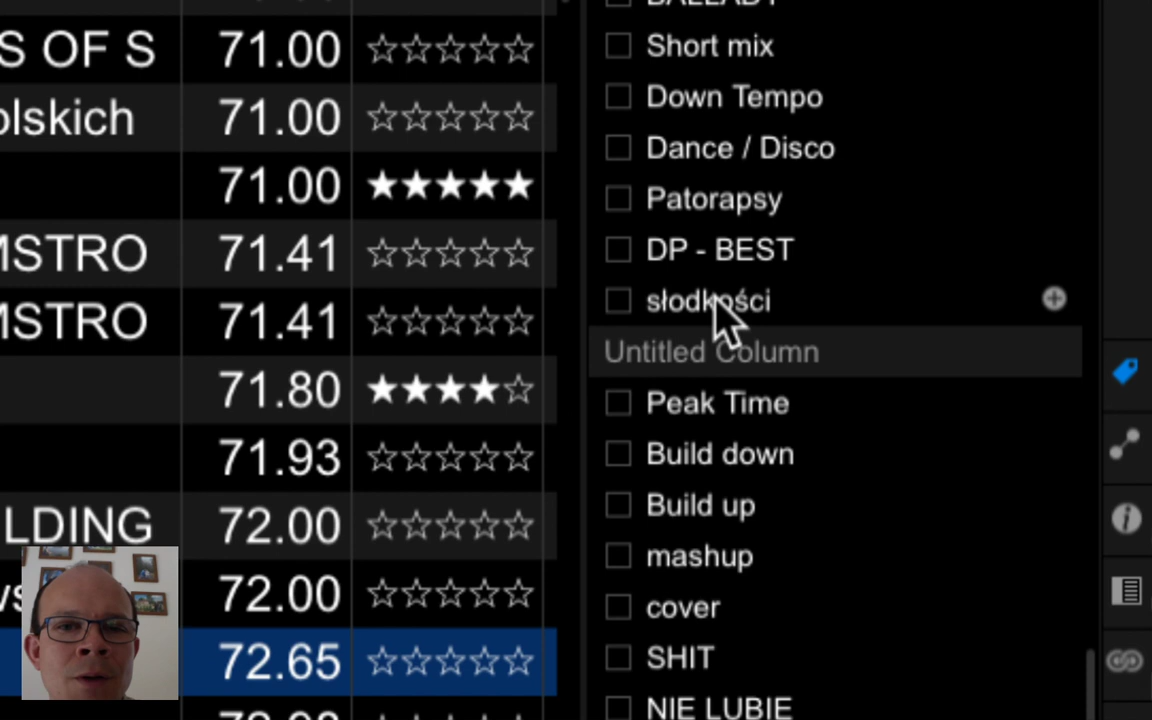 S OF S 71.00
olskich 71.00
71.00
MSTRO 71.41
MSTRO 71.41
71.80
71.93
LDING 72.00
72.00
72.65
Short mix
Down Tempo
Dance / Disco
Patorapsy
DP - BEST
słodkości
Untitled Column
Peak Time
Build down
Build up
mashup
cover
SHIT
NIE LUBIE